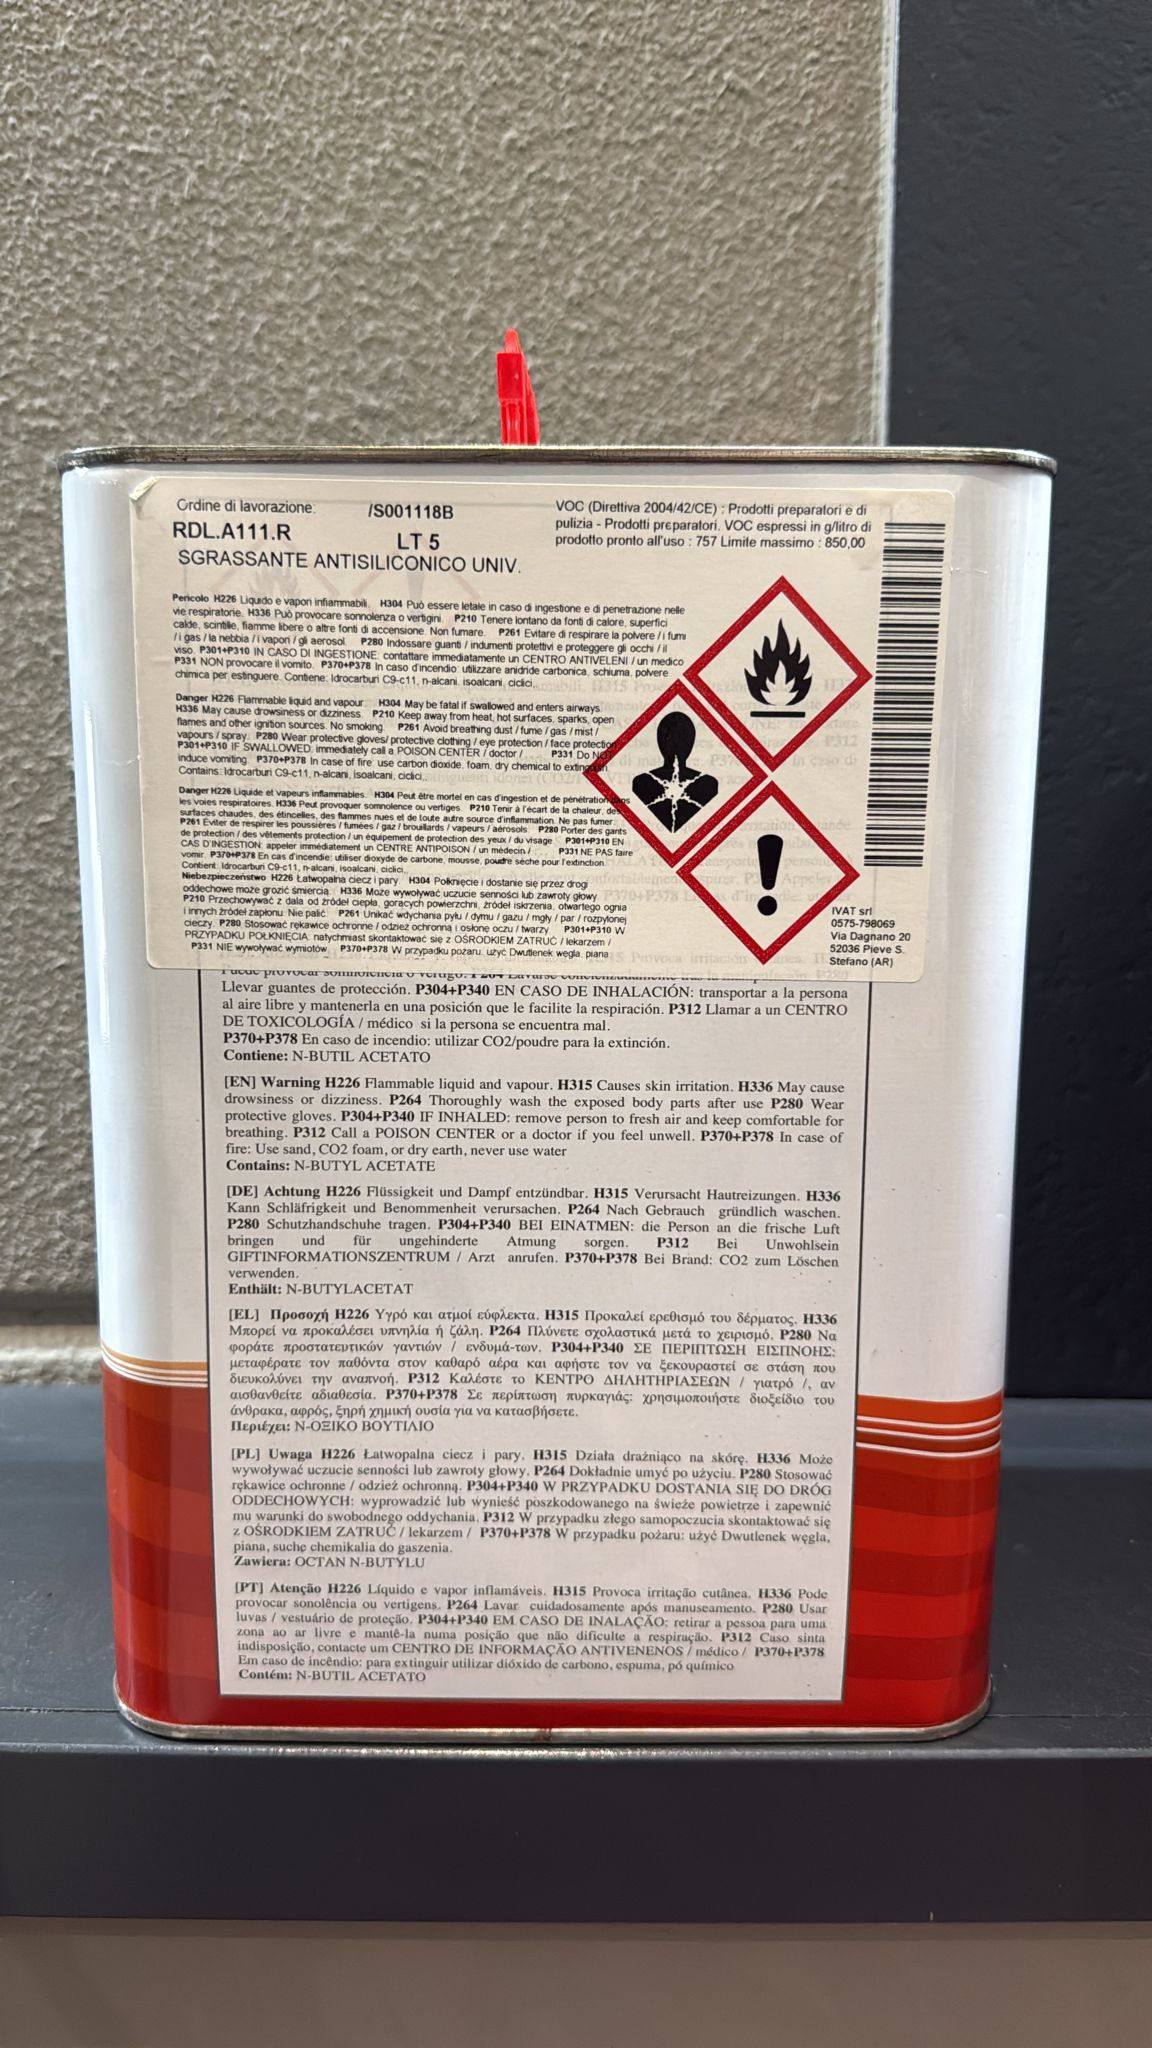 Ordine di lavorazione: /S001118B
RDL.A111.R LT 5
SGRASSANTE ANTISILICONICO UNIV.
VOC (Direttiva 2004/42/CE) : Prodotti preparatori e di
pulizia - Prodotti preparatori. VOC espressi in g/litro di
prodotto pronto all'uso : 757 Limite massimo : 850,00
Pericolo H226 Liquido e vapori infiammabili. H304 Può essere letale in caso di ingestione e di penetrazione nelle
vie respiratorie. H336 Può provocare sonnolenza o vertigini. P210 Tenere lontano da fonti di calore, superfici
calde, scintille, fiamme libere o altre fonti di accensione. Non fumare. P261 Evitare di respirare la polvere / i fumi
/ i gas / la nebbia / i vapori / gli aerosol. P280 Indossare guanti / indumenti protettivi e proteggere gli occhi / il
viso. P301+P310 IN CASO DI INGESTIONE: contattare immediatamente un CENTRO ANTIVELENI / un medico
P331 NON provocare il vomito. P370+P378 In caso d'incendio: utilizzare anidride carbonica, schiuma, polvere
chimica per estinguere. Contiene: Idrocarburi C9-c11, n-alcani, isoalcani, ciclici..
Danger H226 Flammable liquid and vapour. H304 May be fatal if swallowed and enters airways.
H336 May cause drowsiness or dizziness. P210 Keep away from heat, hot surfaces, sparks, open
flames and other ignition sources. No smoking. P261 Avoid breathing dust / fume / gas / mist /
vapours / spray. P280 Wear protective gloves/ protective clothing / eye protection / face protection
P301+P310 IF SWALLOWED: immediately call a POISON CENTER / doctor / . . . P331 Do NOT
induce vomiting. P370+P378 In case of fire: use carbon dioxide, foam, dry chemical to extinguish
Contains: Idrocarburi C9-c11, n-alcani, isoalcani, ciclici..
Danger H226 Liquide et vapeurs inflammables. H304 Peut être mortel en cas d'ingestion et de pénétration dans
les voies respiratoires. H336 Peut provoquer somnolence ou vertiges. P210 Tenir à l'écart de la chaleur, des
surfaces chaudes, des étincelles, des flammes nues et de toute autre source d'inflammation. Ne pas fumer.
P261 Éviter de respirer les poussières / fumées / gaz / brouillards / vapeurs / aérosols. P280 Porter des gants
de protection / des vêtements protection / un équipement de protection des yeux / du visage P301+P310 EN
CAS D'INGESTION: appeler immédiatement un CENTRE ANTIPOISON / un médecin / . . . P331 NE PAS faire
vomir. P370+P378 En cas d'incendie: utiliser dioxyde de carbone, mousse, poudre sèche pour l'extinction.
Contient: Idrocarburi C9-c11, n-alcani, isoalcani, ciclici..
Niebezpieczeństwo H226 Łatwopalna ciecz i pary. H304 Połknięcie i dostanie się przez drogi
oddechowe może grozić śmiercią. H336 Może wywoływać uczucie senności lub zawroty głowy
P210 Przechowywać z dala od źródeł ciepła, gorących powierzchni, źródeł iskrzenia, otwartego ognia
i innych źródeł zapłonu. Nie palić. P261 Unikać wdychania pyłu / dymu / gazu / mgły / par / rozpylonej
cieczy. P280 Stosować rękawice ochronne / odzież ochronną i osłonę oczu / twarzy P301+P310 W
PRZYPADKU POŁKNIĘCIA: natychmiast skontaktować się z OŚRODKIEM ZATRUĆ / lekarzem /
P331 NIE wywoływać wymiotów. P370+P378 W przypadku pożaru: użyć Dwutlenek węgla, piana,
IVAT srl
0575-798069
Via Dagnano 20
52036 Pieve S.
Stefano (AR)
Puede provocar somnolencia o vértigo.
Llevar guantes de protección. P304+P340 EN CASO DE INHALACIÓN: transportar a la persona
al aire libre y mantenerla en una posición que le facilite la respiración. P312 Llamar a un CENTRO
DE TOXICOLOGÍA / médico si la persona se encuentra mal.
P370+P378 En caso de incendio: utilizar CO2/poudre para la extinción.
Contiene: N-BUTIL ACETATO
[EN] Warning H226 Flammable liquid and vapour. H315 Causes skin irritation. H336 May cause
drowsiness or dizziness. P264 Thoroughly wash the exposed body parts after use P280 Wear
protective gloves. P304+P340 IF INHALED: remove person to fresh air and keep comfortable for
breathing. P312 Call a POISON CENTER or a doctor if you feel unwell. P370+P378 In case of
fire: Use sand, CO2 foam, or dry earth, never use water
Contains: N-BUTYL ACETATE
[DE] Achtung H226 Flüssigkeit und Dampf entzündbar. H315 Verursacht Hautreizungen. H336
Kann Schläfrigkeit und Benommenheit verursachen. P264 Nach Gebrauch gründlich waschen.
P280 Schutzhandschuhe tragen. P304+P340 BEI EINATMEN: die Person an die frische Luft
bringen und für ungehinderte Atmung sorgen. P312 Bei Unwohlsein
GIFTINFORMATIONSZENTRUM / Arzt anrufen. P370+P378 Bei Brand: CO2 zum Löschen
verwenden.
Enthält: N-BUTYLACETAT
[EL] Προσοχή H226 Υγρό και ατμοί εύφλεκτα. H315 Προκαλεί ερεθισμό του δέρματος. H336
Μπορεί να προκαλέσει υπνηλία ή ζάλη. P264 Πλύνετε σχολαστικά μετά το χειρισμό. P280 Να
φοράτε προστατευτικών γαντιών / ενδυμά-των. P304+P340 ΣΕ ΠΕΡΙΠΤΩΣΗ ΕΙΣΠΝΟΗΣ:
μεταφέρατε τον παθόντα στον καθαρό αέρα και αφήστε τον να ξεκουραστεί σε στάση που
διευκολύνει την αναπνοή. P312 Καλέστε το ΚΕΝΤΡΟ ΔΗΛΗΤΗΡΙΑΣΕΩΝ / γιατρό /, αν
αισθανθείτε αδιαθεσία. P370+P378 Σε περίπτωση πυρκαγιάς: χρησιμοποιήστε διοξείδιο του
άνθρακα, αφρός, ξηρή χημική ουσία για να κατασβήσετε.
Περιέχει: Ν-ΟΞΙΚΟ ΒΟΥΤΙΛΙΟ
[PL] Uwaga H226 Łatwopalna ciecz i pary. H315 Działa drażniąco na skórę. H336 Może
wywoływać uczucie senności lub zawroty głowy. P264 Dokładnie umyć po użyciu. P280 Stosować
rękawice ochronne / odzież ochronną. P304+P340 W PRZYPADKU DOSTANIA SIĘ DO DRÓG
ODDECHOWYCH: wyprowadzić lub wynieść poszkodowanego na świeże powietrze i zapewnić
mu warunki do swobodnego oddychania. P312 W przypadku złego samopoczucia skontaktować się
z OŚRODKIEM ZATRUĆ / lekarzem / P370+P378 W przypadku pożaru: użyć Dwutlenek węgla,
piana, suche chemikalia do gaszenia.
Zawiera: OCTAN N-BUTYLU
[PT] Atenção H226 Líquido e vapor inflamáveis. H315 Provoca irritação cutânea. H336 Pode
provocar sonolência ou vertigens. P264 Lavar cuidadosamente após manuseamento. P280 Usar
luvas / vestuário de proteção. P304+P340 EM CASO DE INALAÇÃO: retirar a pessoa para uma
zona ao ar livre e mantê-la numa posição que não dificulte a respiração. P312 Caso sinta
indisposição, contacte um CENTRO DE INFORMAÇÃO ANTIVENENOS / médico / P370+P378
Em caso de incêndio: para extinguir utilizar dióxido de carbono, espuma, pó químico
Contém: N-BUTIL ACETATO